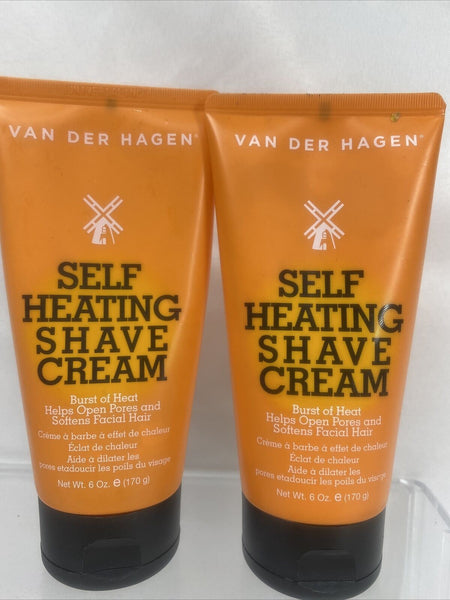 VAN DER HAGEN
SELF
HEATING
SHAVE
CREAM
Burst of Heat
Helps Open Pores and
Softens Facial Hair
Crème à barbe à effet de chaleur
Éclat de chaleur
Aide à dilater les
pores etadoucir les poils du visage
Net Wt. 6 Oz. ℮ (170 g)
VAN DER HAGEN®
SELF
HEATING
SHAVE
CREAM
Burst of Heat
Helps Open Pores and
Softens Facial Hair
Crème à barbe à effet de chaleur
Éclat de chaleur
Aide à dilater les
pores etadoucir les poils du visage
Net Wt. 6 Oz. ℮ (170 g)